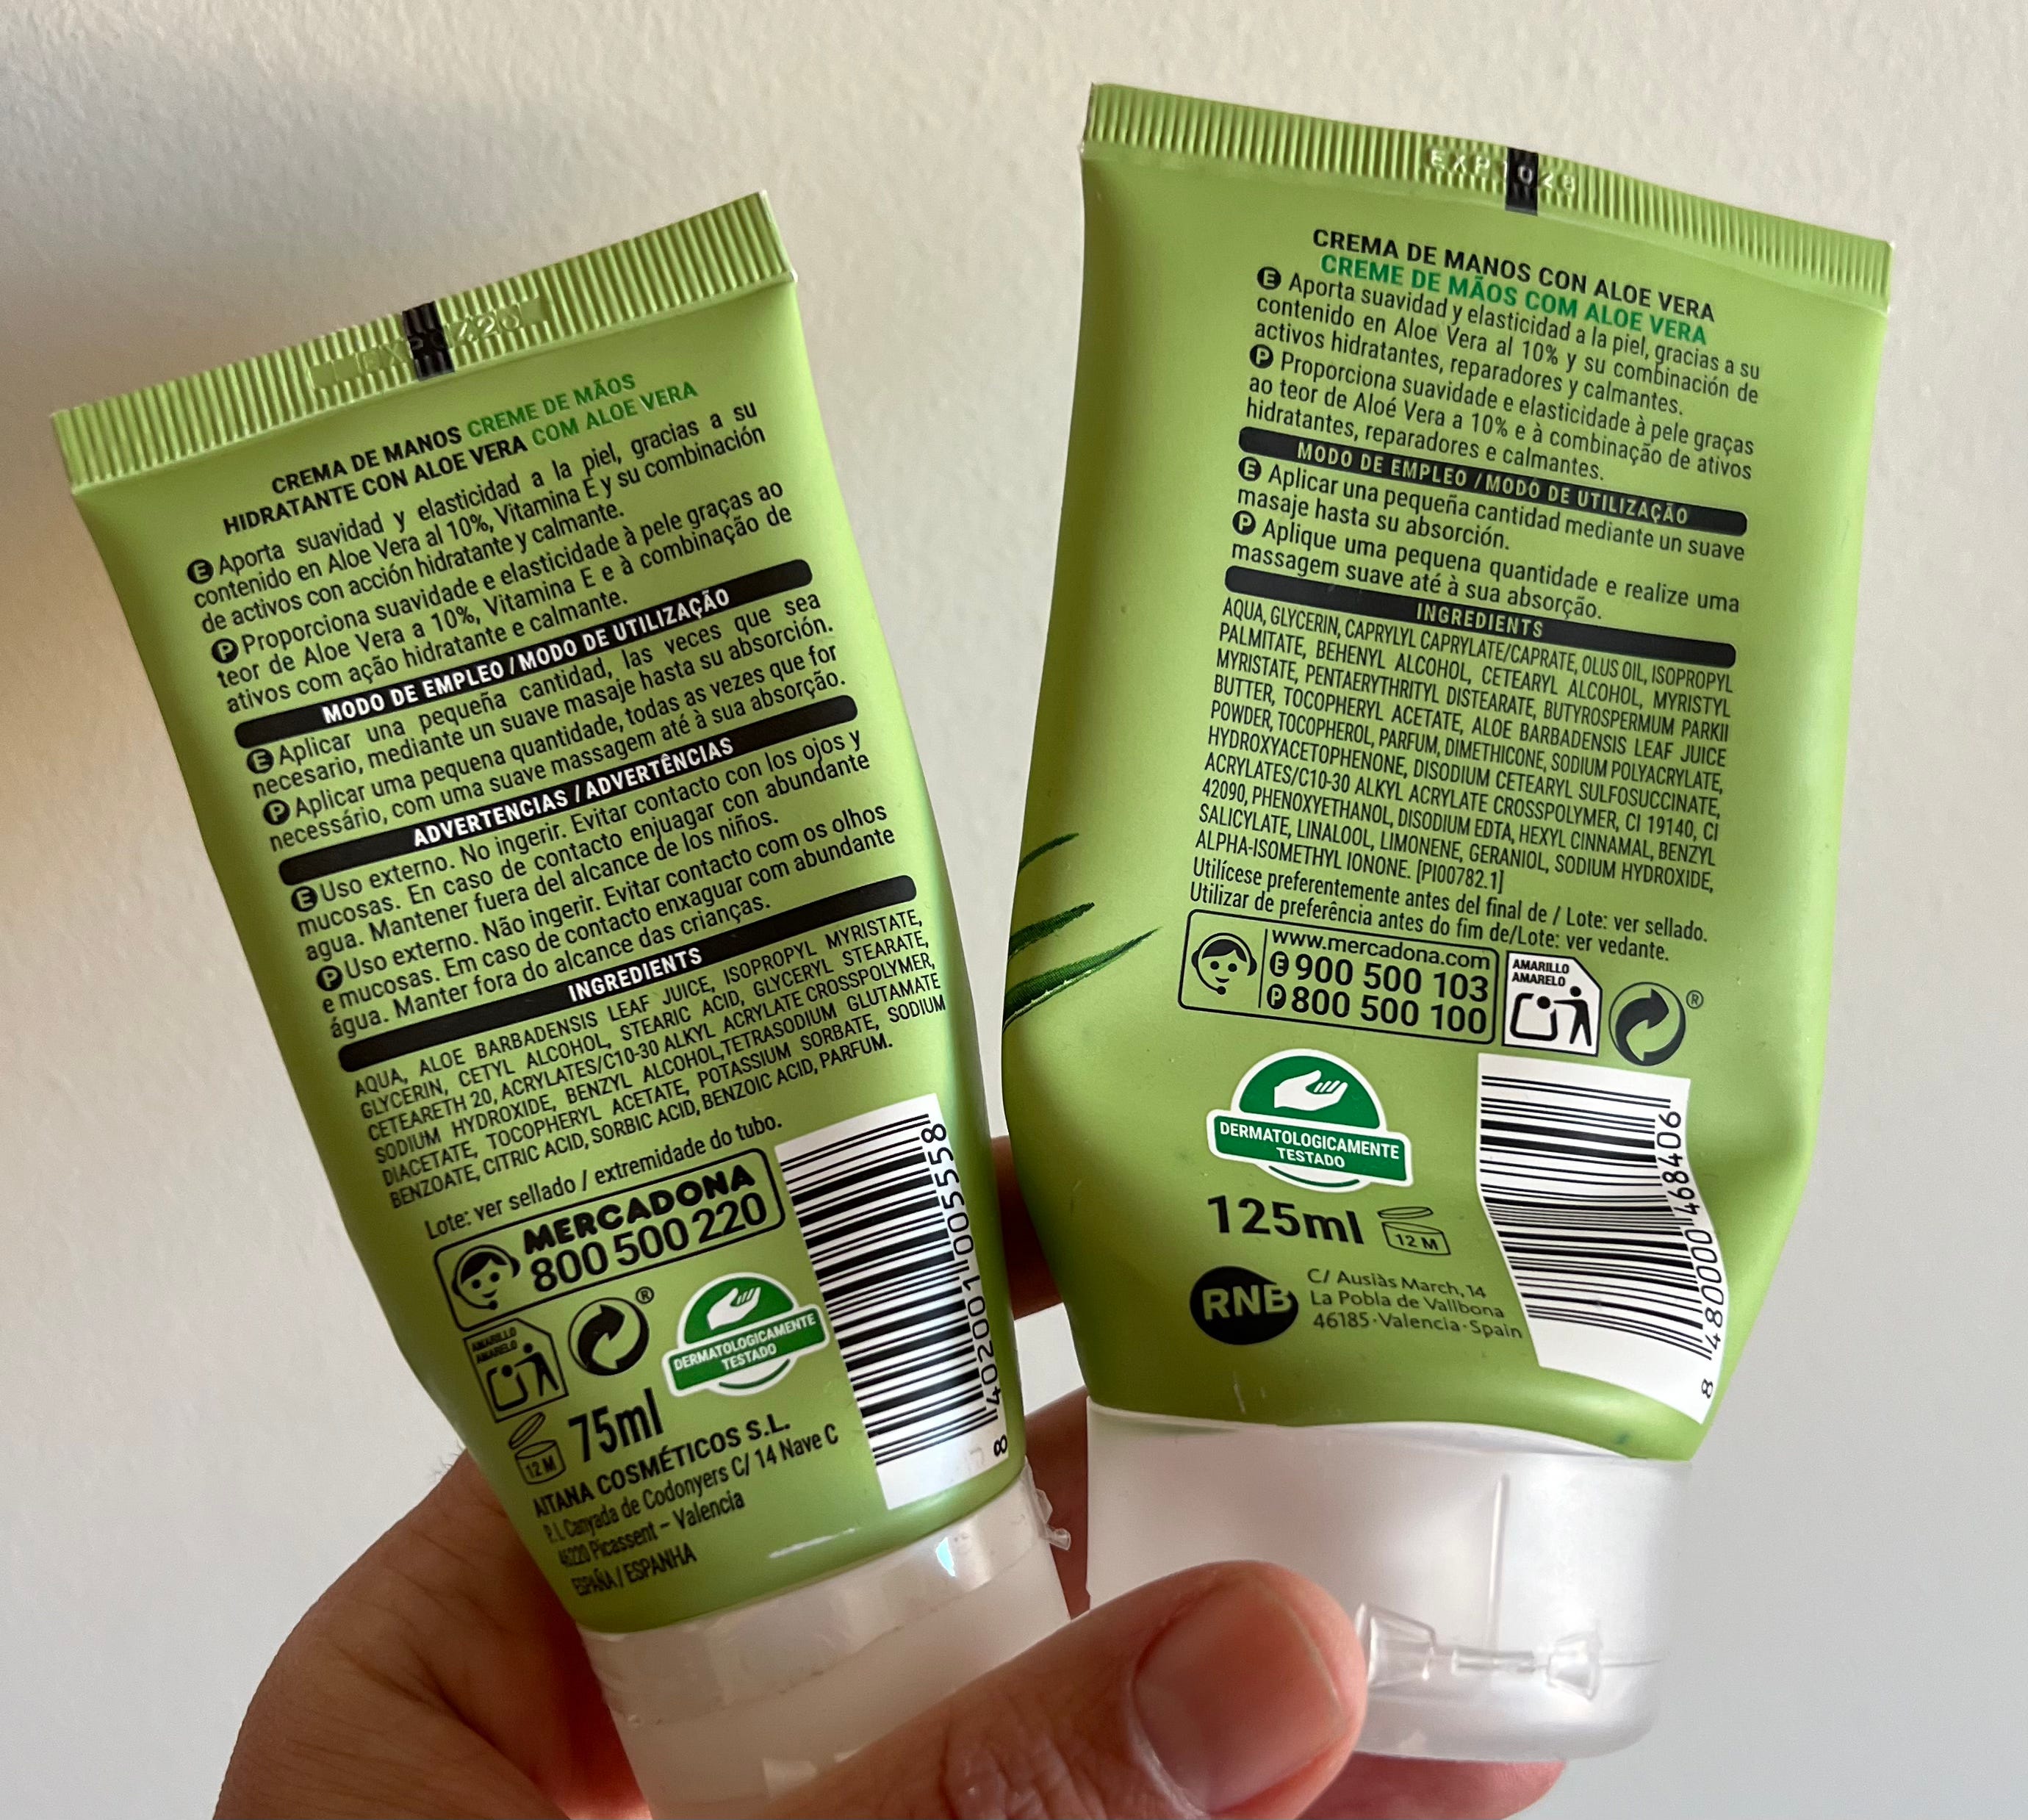 CREMA DE MANOS CREME DE MÃOS
HIDRATANTE CON ALOE VERA COM ALOE VERA
E Aporta suavidad y elasticidad a la piel, gracias a su
contenido en Aloe Vera al 10%, Vitamina E y su combinación
de activos con acción hidratante y calmante.
P Proporciona suavidade e elasticidade à pele graças ao
teor de Aloe Vera a 10%, Vitamina E e à combinação de
ativos com ação hidratante e calmante.
MODO DE EMPLEO / MODO DE UTILIZAÇÃO
E Aplicar una pequeña cantidad, las veces que sea
necesario, mediante un suave masaje hasta su absorción.
P Aplicar uma pequena quantidade, todas as vezes que for
necessário, com uma suave massagem até à sua absorção.
ADVERTENCIAS / ADVERTÊNCIAS
E Uso externo. No ingerir. Evitar contacto con los ojos y
mucosas. En caso de contacto enjuagar con abundante
agua. Mantener fuera del alcance de los niños.
P Uso externo. Não ingerir. Evitar contacto com os olhos
e mucosas. Em caso de contacto enxaguar com abundante
água. Manter fora do alcance das crianças.
INGREDIENTS
AQUA, ALOE BARBADENSIS LEAF JUICE, ISOPROPYL MYRISTATE,
GLYCERIN, CETYL ALCOHOL, STEARIC ACID, GLYCERYL STEARATE,
CETEARETH 20, ACRYLATES/C10-30 ALKYL ACRYLATE CROSSPOLYMER,
SODIUM HYDROXIDE, BENZYL ALCOHOL,TETRASODIUM GLUTAMATE
DIACETATE, TOCOPHERYL ACETATE, POTASSIUM SORBATE, SODIUM
BENZOATE, CITRIC ACID, SORBIC ACID, BENZOIC ACID, PARFUM.
Lote: ver sellado / extremidade do tubo.
MERCADONA
800 500 220
AMARILLO
AMARELO
®
DERMATOLOGICAMENTE
TESTADO
12 M
75ml
AITANA COSMÉTICOS S.L.
P.I. Canyada de Codonyers C/ 14 Nave C
46220 Picassent – Valencia
ESPAÑA / ESPANHA
8 402001 005558
EXP 1028
CREMA DE MANOS CON ALOE VERA
CREME DE MÃOS COM ALOE VERA
E Aporta suavidad y elasticidad a la piel, gracias a su
contenido en Aloe Vera al 10% y su combinación de
activos hidratantes, reparadores y calmantes.
P Proporciona suavidade e elasticidade à pele graças
ao teor de Aloé Vera a 10% e à combinação de ativos
hidratantes, reparadores e calmantes.
MODO DE EMPLEO / MODO DE UTILIZAÇÃO
E Aplicar una pequeña cantidad mediante un suave
masaje hasta su absorción.
P Aplique uma pequena quantidade e realize uma
massagem suave até à sua absorção.
INGREDIENTS
AQUA, GLYCERIN, CAPRYLYL CAPRYLATE/CAPRATE, OLUS OIL, ISOPROPYL
PALMITATE, BEHENYL ALCOHOL, CETEARYL ALCOHOL, MYRISTYL
MYRISTATE, PENTAERYTHRITYL DISTEARATE, BUTYROSPERMUM PARKII
BUTTER, TOCOPHERYL ACETATE, ALOE BARBADENSIS LEAF JUICE
POWDER, TOCOPHEROL, PARFUM, DIMETHICONE, SODIUM POLYACRYLATE,
HYDROXYACETOPHENONE, DISODIUM CETEARYL SULFOSUCCINATE,
ACRYLATES/C10-30 ALKYL ACRYLATE CROSSPOLYMER, CI 19140, CI
42090, PHENOXYETHANOL, DISODIUM EDTA, HEXYL CINNAMAL, BENZYL
SALICYLATE, LINALOOL, LIMONENE, GERANIOL, SODIUM HYDROXIDE,
ALPHA-ISOMETHYL IONONE. [PI00782.1]
Utilícese preferentemente antes del final de / Lote: ver sellado.
Utilizar de preferência antes do fim de/Lote: ver vedante.
www.mercadona.com
E 900 500 103
P 800 500 100
AMARILLO
AMARELO
®
DERMATOLOGICAMENTE
TESTADO
125ml
12 M
RNB
C/ Ausiàs March, 14
La Pobla de Vallbona
46185·Valencia·Spain
8 480000 468406